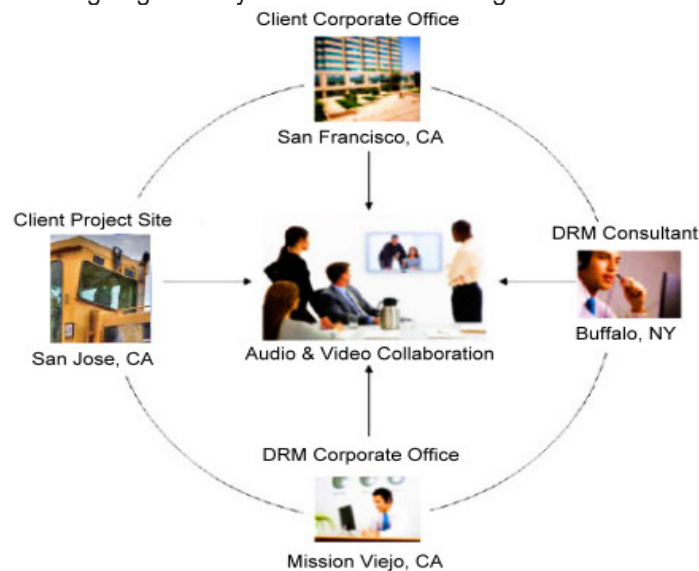 Client Corporate Office
San Francisco, CA
Client Project Site
San Jose, CA
DRM Consultant
Buffalo, NY
Audio & Video Collaboration
DRM Corporate Office
Mission Viejo, CA